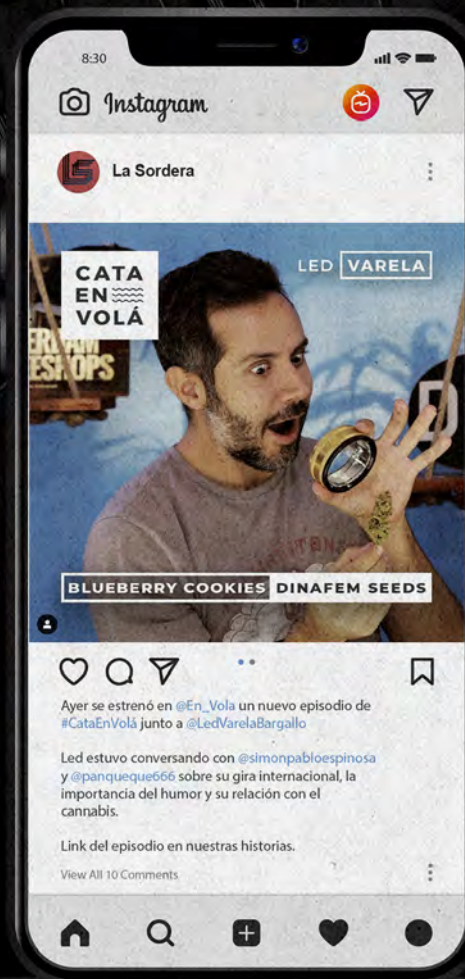 8:30
Instagram
La Sordera
CATA
EN
VOLÁ
LED VARELA
BLUEBERRY COOKIES DINAFEM SEEDS
Ayer se estrenó en @En_Vola un nuevo episodio de
#CataEnVolá junto a @LedVarelaBargallo
Led estuvo conversando con @simonpabloespinosa
y @panqueque666 sobre su gira internacional, la
importancia del humor y su relación con el
cannabis.
Link del episodio en nuestras historias.
View All 10 Comments